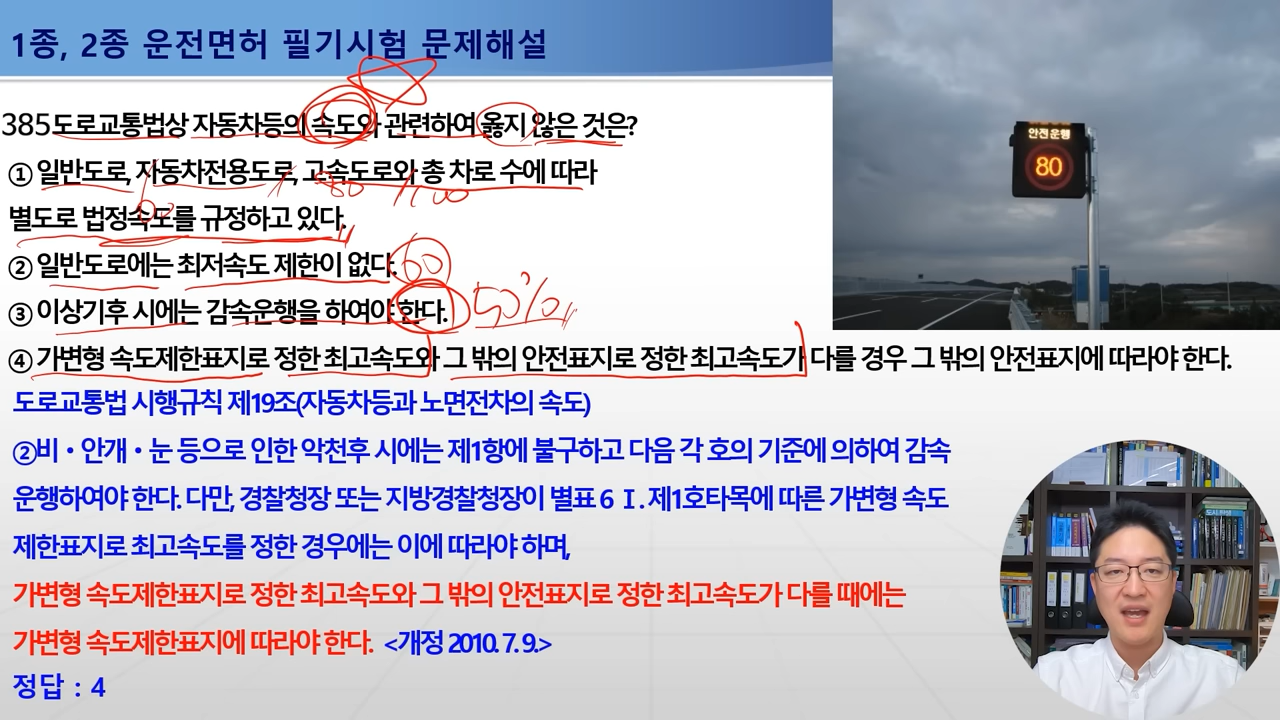 1종, 2종 운전면허 필기시험 문제해설
안전운행
80
385도로교통법상 자동차등의 속도와 관련하여 옳지 않은 것은?
① 일반도로, 자동차전용도로, 고속도로와 총 차로 수에 따라
별도로 법정속도를 규정하고 있다.
② 일반도로에는 최저속도 제한이 없다.
60
③ 이상기후 시에는 감속운행을 하여야 한다.
50%
④ 가변형 속도제한표지로 정한 최고속도와 그 밖의 안전표지로 정한 최고속도가 다를 경우 그 밖의 안전표지에 따라야 한다.
도로교통법 시행규칙 제19조(자동차등과 노면전차의 속도)
②비·안개·눈 등으로 인한 악천후 시에는 제1항에 불구하고 다음 각 호의 기준에 의하여 감속
운행하여야 한다. 다만, 경찰청장 또는 지방경찰청장이 별표 6 Ⅰ. 제1호타목에 따른 가변형 속도
제한표지로 최고속도를 정한 경우에는 이에 따라야 하며,
가변형 속도제한표지로 정한 최고속도와 그 밖의 안전표지로 정한 최고속도가 다를 때에는
가변형 속도제한표지에 따라야 한다. <개정 2010. 7. 9.>
정답 : 4